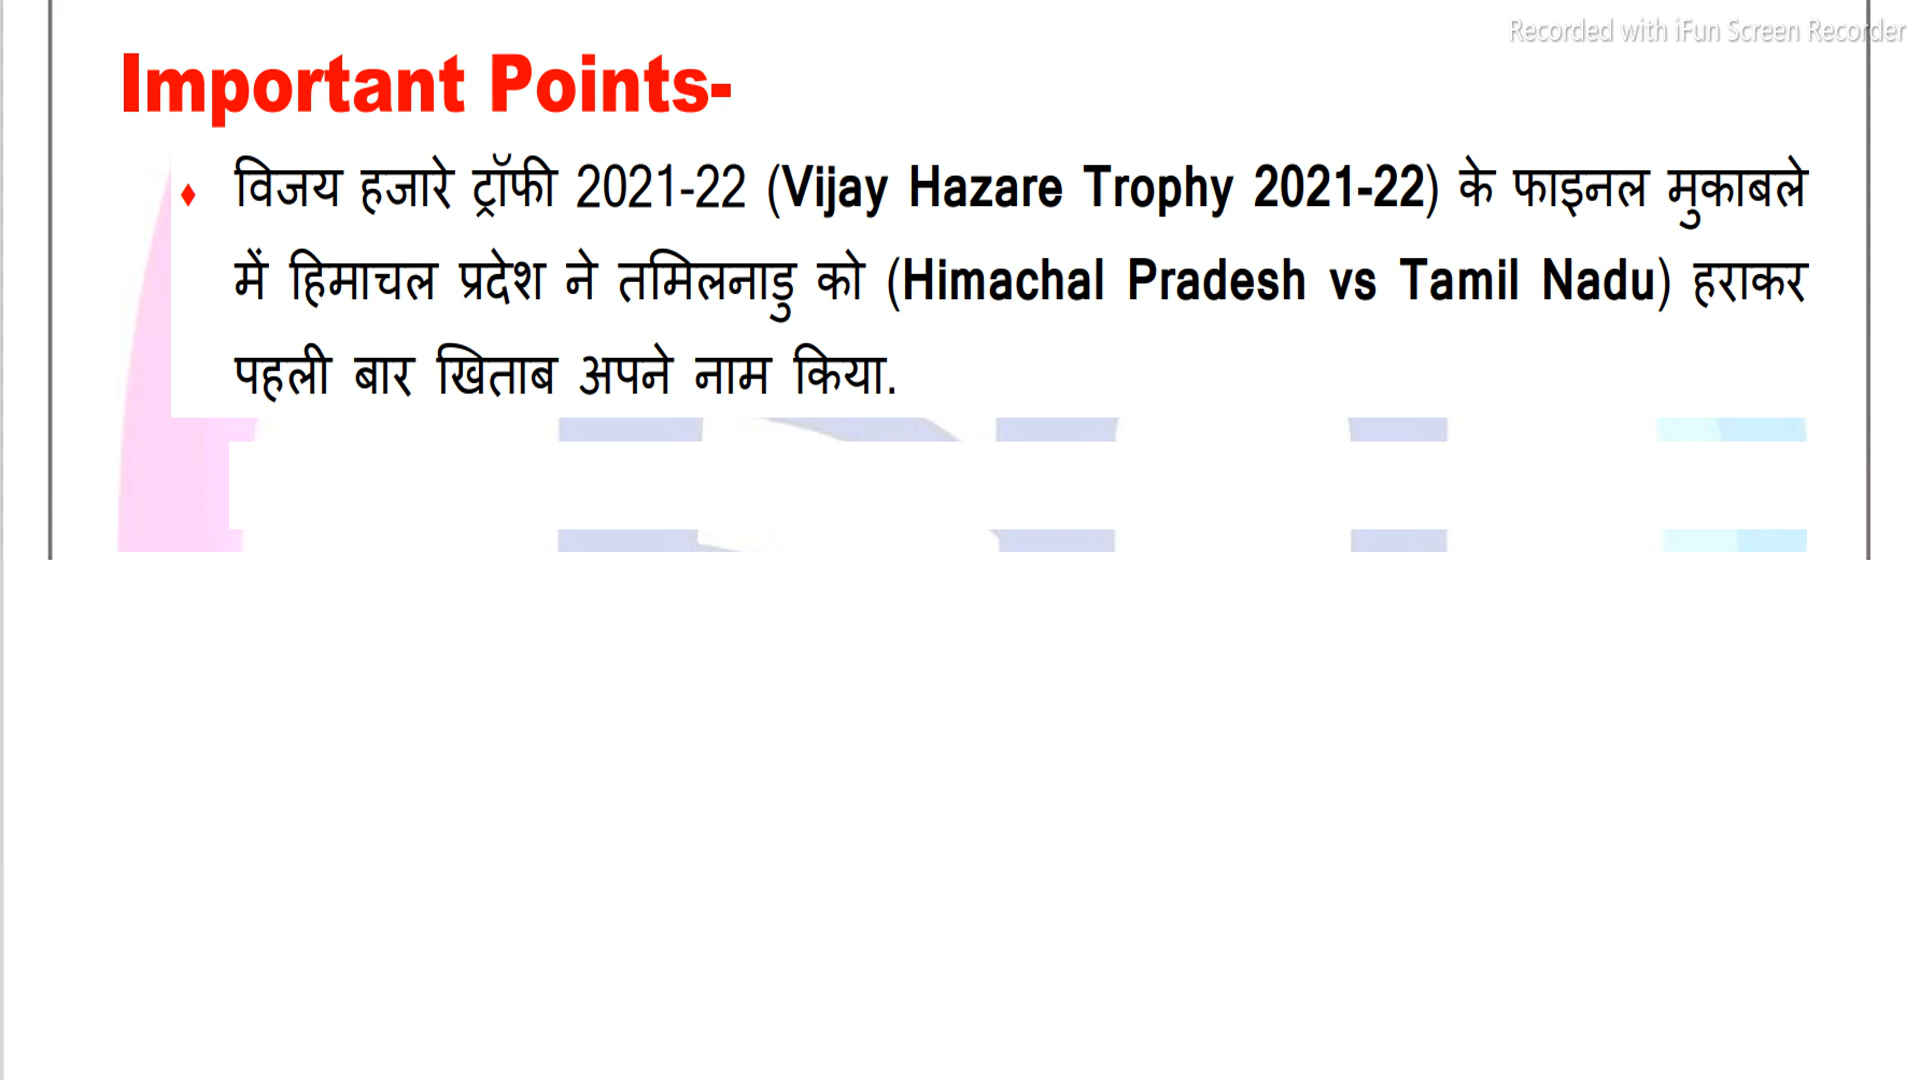 Recorded with iFun Screen Recorder
Important Points-
♦ विजय हजारे ट्रॉफी 2021-22 (Vijay Hazare Trophy 2021-22) के फाइनल मुकाबले
में हिमाचल प्रदेश ने तमिलनाडु को (Himachal Pradesh vs Tamil Nadu) हराकर
पहली बार खिताब अपने नाम किया.